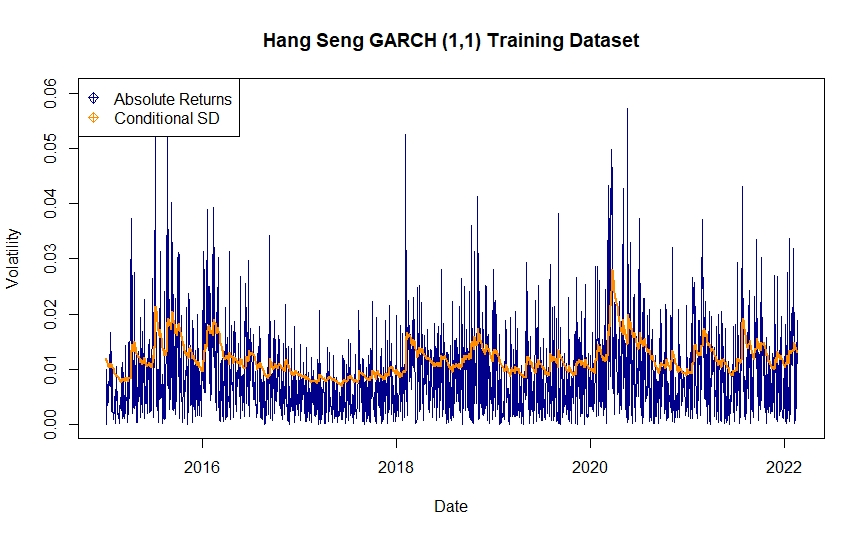 Hang Seng GARCH (1,1) Training Dataset
Absolute Returns
Conditional SD
Volatility
0.06
0.05
0.04
0.03
0.02
0.01
0.00
2016 2018 2020 2022
Date